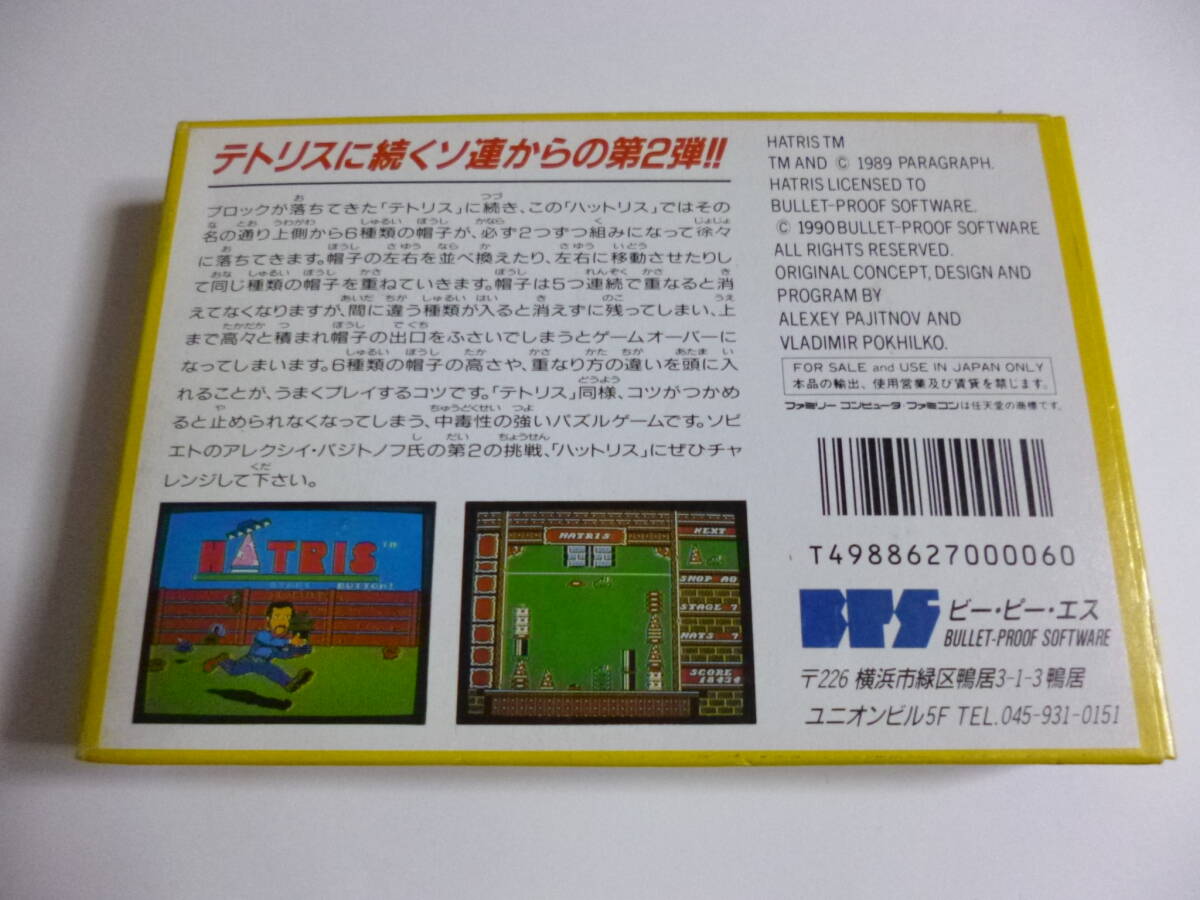 テトリスに続くソ連からの第2弾!!
ブロックが落ちてきた「テトリス」に続き、この「ハットリス」ではその
名の通り上側から6種類の帽子が、必ず2つずつ組みになって徐々
に落ちてきます。帽子の左右を並べ換えたり、左右に移動させたりし
て同じ種類の帽子を重ねていきます。帽子は5つ連続で重なると消
えてなくなりますが、間に違う種類が入ると消えずに残ってしまい、上
まで高々と積まれ帽子の出口をふさいでしまうとゲームオーバーに
なってしまいます。6種類の帽子の高さや、重なり方の違いを頭に入
れることが、うまくプレイするコツです。「テトリス」同様、コツがつかめ
ると止められなくなってしまう、中毒性の強いパズルゲームです。ソビ
エトのアレクシイ・パジトノフ氏の第2の挑戦、「ハットリス」にぜひチャ
レンジして下さい。
HATRIS TM
TM AND © 1989 PARAGRAPH.
HATRIS LICENSED TO
BULLET-PROOF SOFTWARE.
© 1990 BULLET-PROOF SOFTWARE
ALL RIGHTS RESERVED.
ORIGINAL CONCEPT, DESIGN AND
PROGRAM BY
ALEXEY PAJITNOV AND
VLADIMIR POKHILKO.
FOR SALE and USE IN JAPAN ONLY
本品の輸出、使用営業及び賃貸を禁じます。
ファミリーコンピュータ・ファミコンは任天堂の商標です。
T4988627000060
BPS ビー・ピー・エス
BULLET-PROOF SOFTWARE
〒226 横浜市緑区鴨居3-1-3鴨居
ユニオンビル5F TEL.045-931-0151
HATRIS TM
START BUTTON!
HATRIS
NEXT
SHOP A0
STAGE 7
HATS 7
SCORE
18434